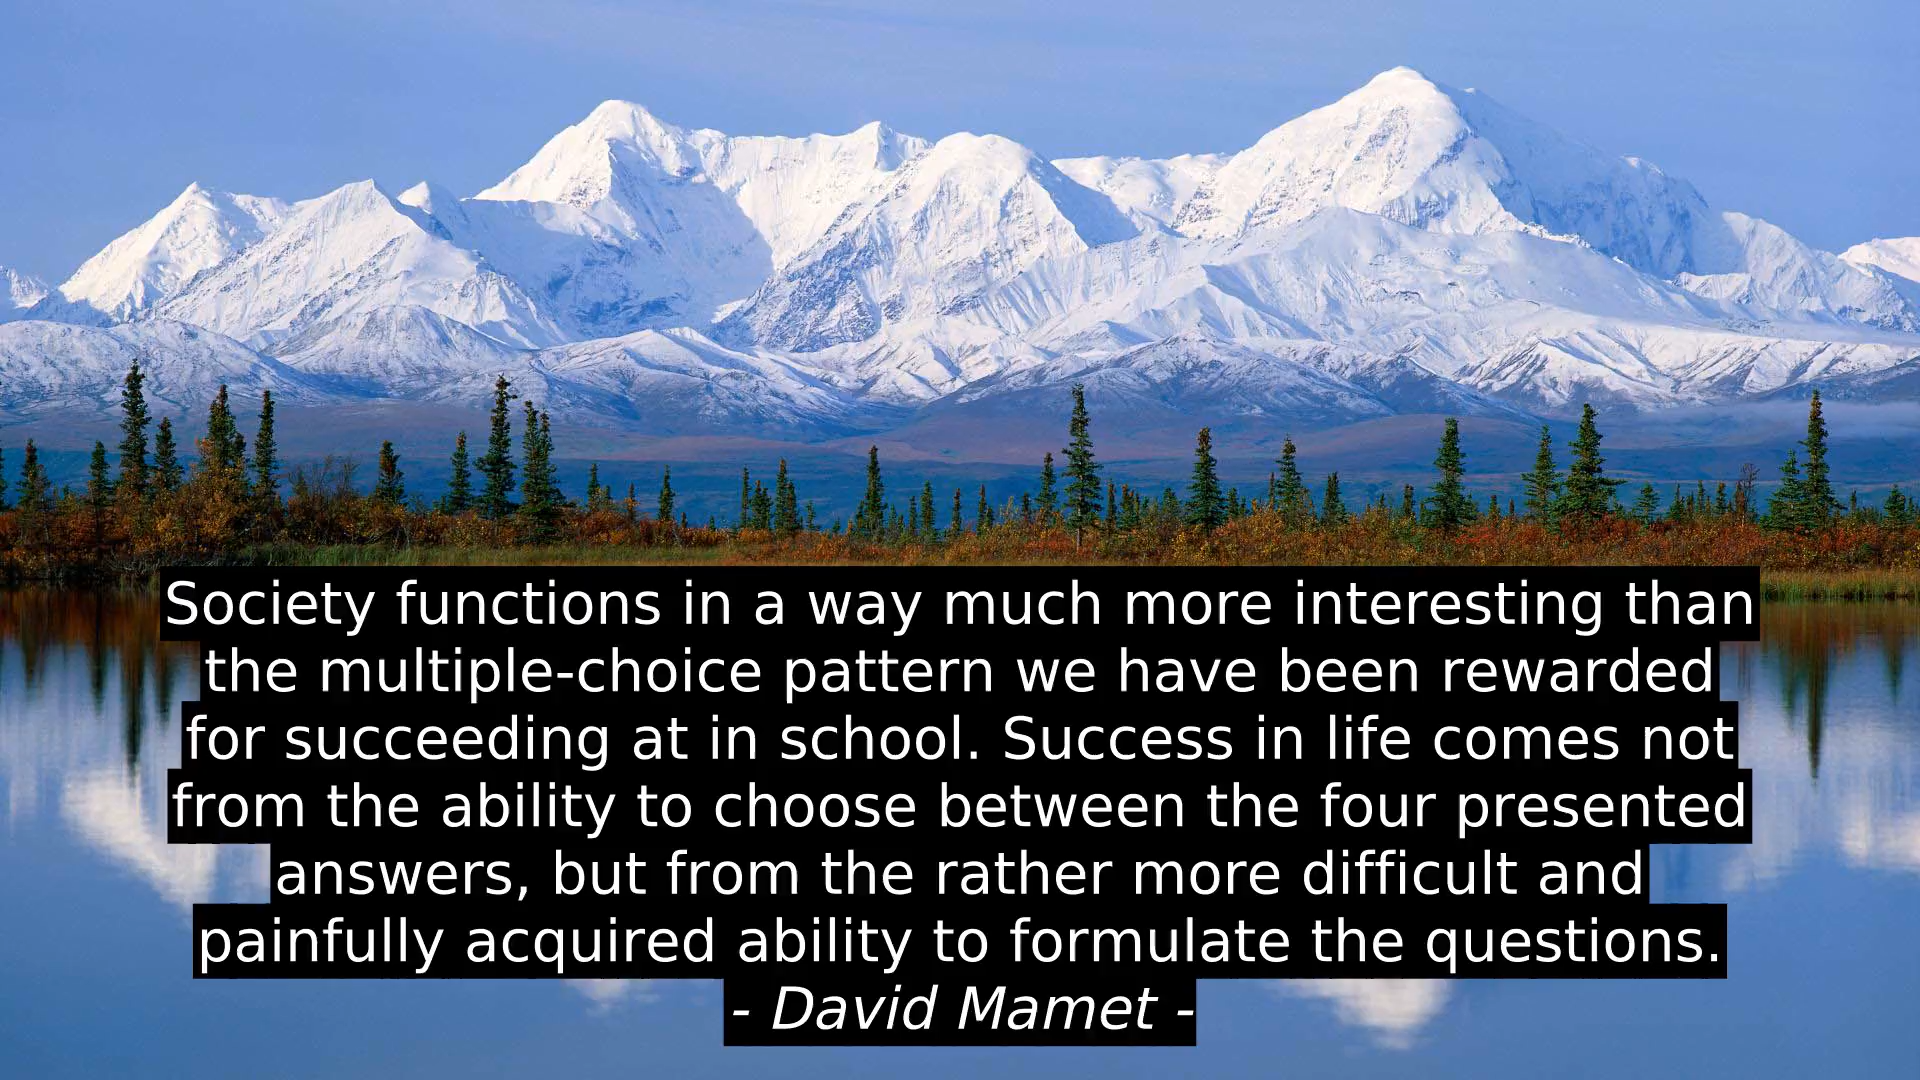 Society functions in a way much more interesting than
the multiple-choice pattern we have been rewarded
for succeeding at in school. Success in life comes not
from the ability to choose between the four presented
answers, but from the rather more difficult and
painfully acquired ability to formulate the questions.
- David Mamet -